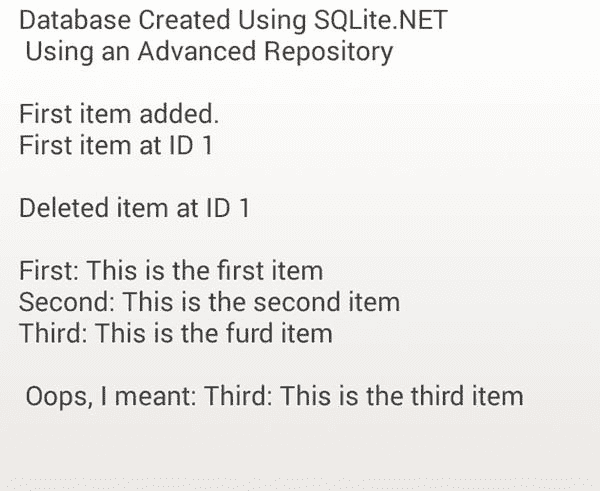 Database Created Using SQLite.NET
Using an Advanced Repository
First item added.
First item at ID 1
Deleted item at ID 1
First: This is the first item
Second: This is the second item
Third: This is the furd item
Oops, I meant: Third: This is the third item